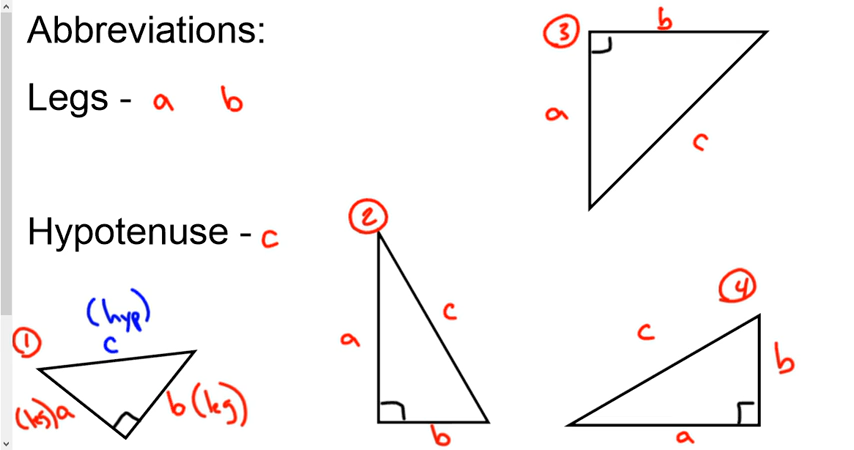 Abbreviations:
Legs - a b
Hypotenuse - c
① (hyp)
c
(leg) a
b (leg)
②
a
c
b
③
b
a
c
④
c
b
a